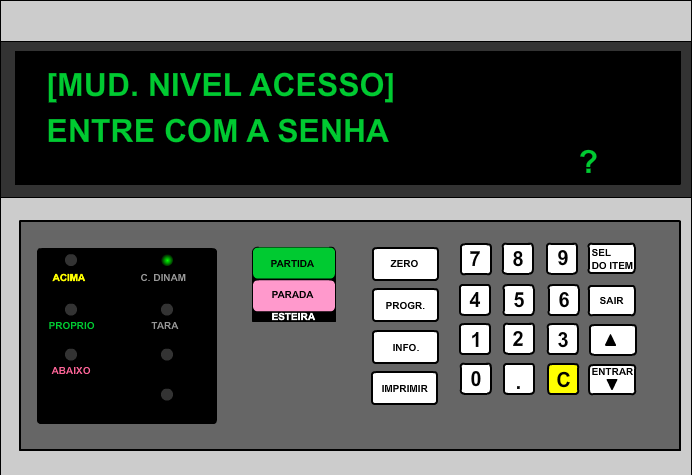 [MUD. NIVEL ACESSO]
ENTRE COM A SENHA
?
ACIMA
C. DINAM
PROPRIO
TARA
ABAIXO
PARTIDA
PARADA
ESTEIRA
ZERO
PROGR.
INFO.
IMPRIMIR
7 8 9 SEL
DO ITEM
4 5 6 SAIR
1 2 3 ▲
0 . C ENTRAR
▼